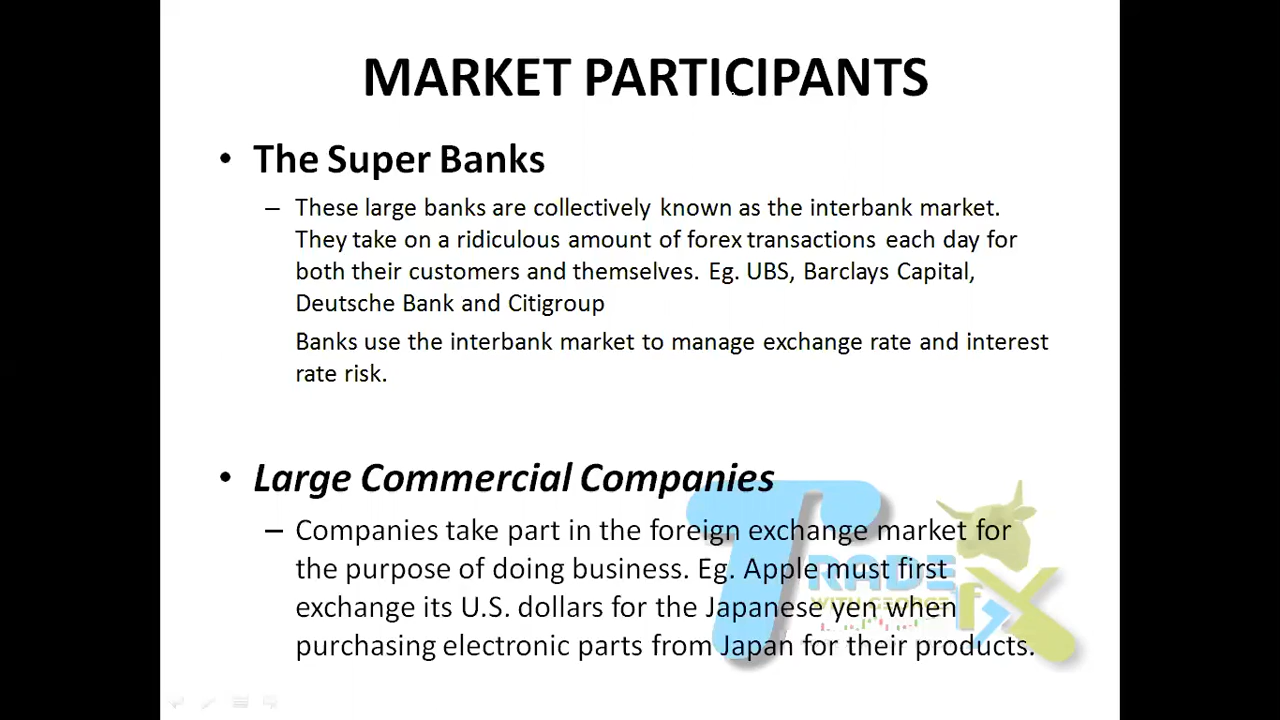 MARKET PARTICIPANTS
• The Super Banks
– These large banks are collectively known as the interbank market.
They take on a ridiculous amount of forex transactions each day for
both their customers and themselves. Eg. UBS, Barclays Capital,
Deutsche Bank and Citigroup
Banks use the interbank market to manage exchange rate and interest
rate risk.
• Large Commercial Companies
– Companies take part in the foreign exchange market for
the purpose of doing business. Eg. Apple must first
exchange its U.S. dollars for the Japanese yen when
purchasing electronic parts from Japan for their products.
TRADE
WITH GEORGE
fx